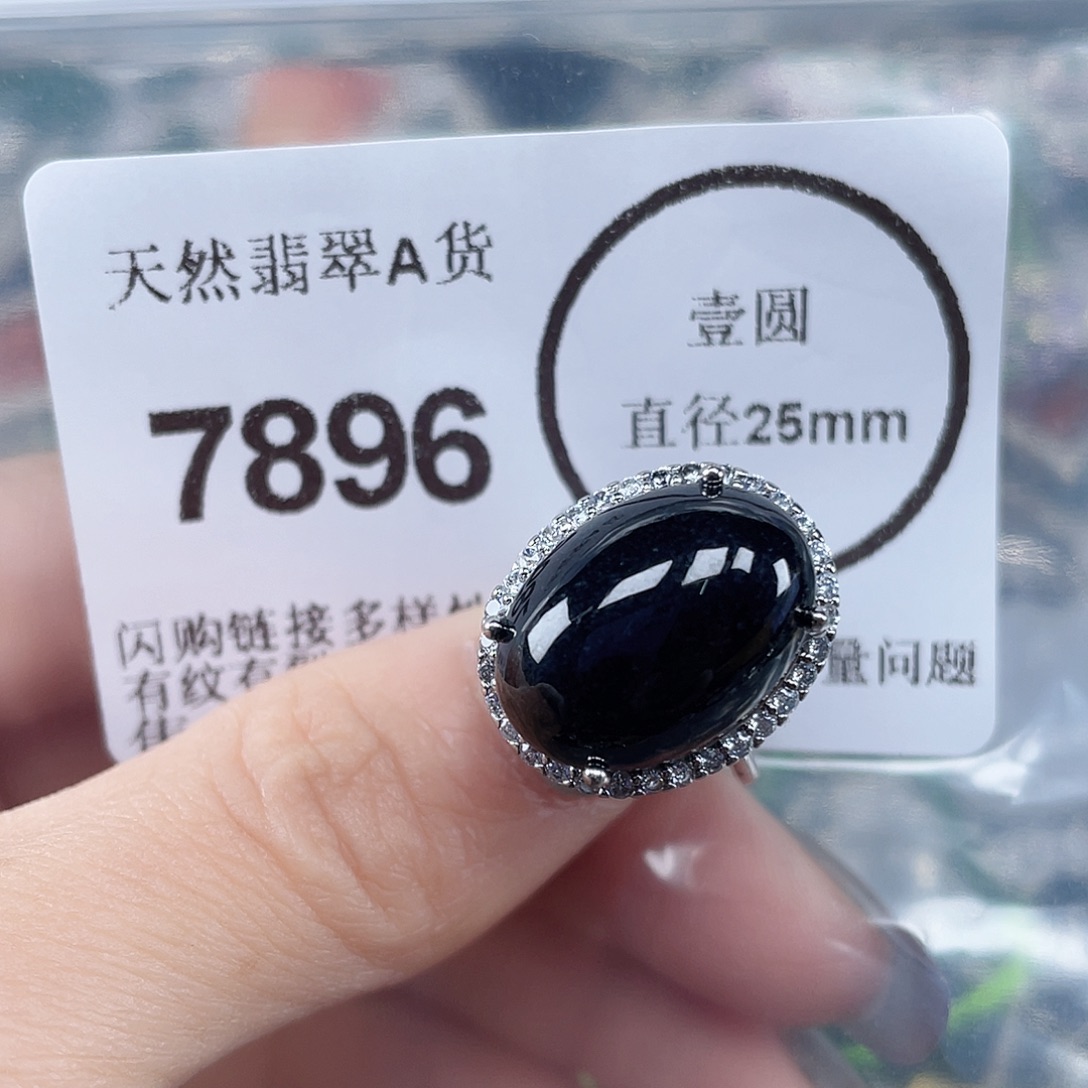 天然翡翠A货
壹圆
直径25mm
7896
闪购链接多样
有纹有
量问题